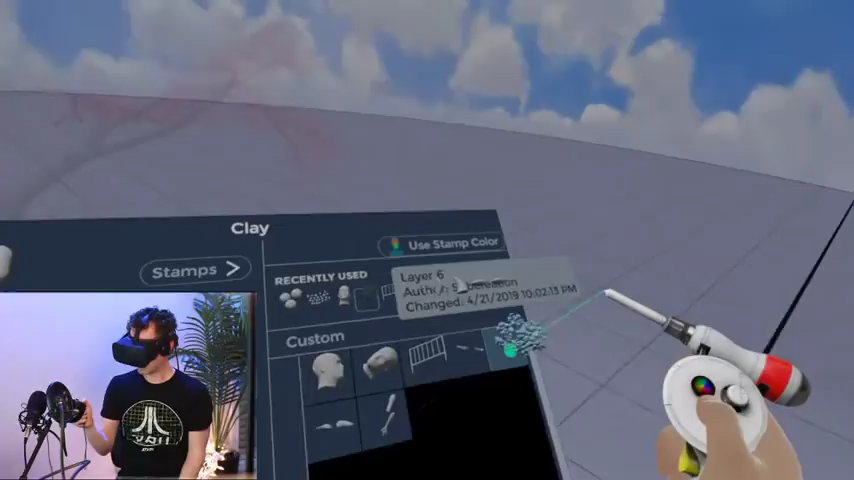 Clay
Use Stamp Color
Stamps
RECENTLY USED
Layer 6
Changed: 4/21/2019 10:02:13 PM
Custom